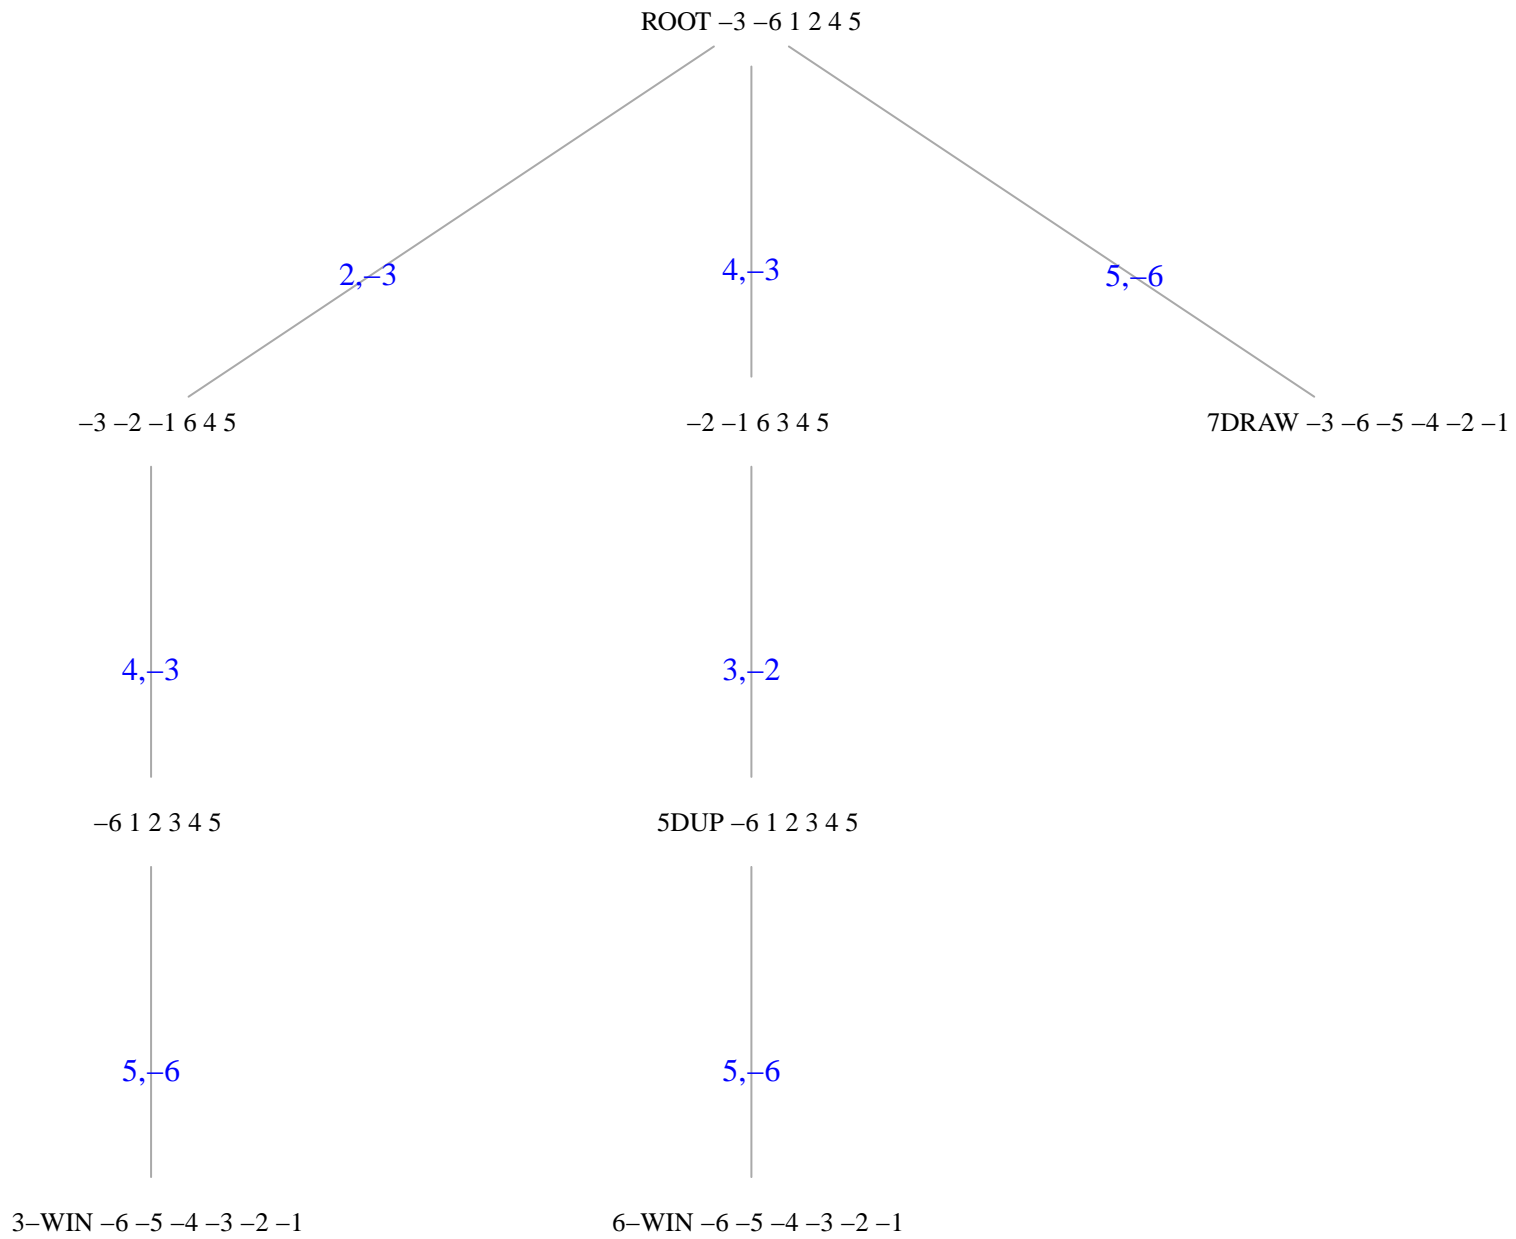 ROOT –3 –6 1 2 4 5
2,–3
4,–3
5,–6
–3 –2 –1 6 4 5
–2 –1 6 3 4 5
7DRAW –3 –6 –5 –4 –2 –1
4,–3
3,–2
–6 1 2 3 4 5
5DUP –6 1 2 3 4 5
5,–6
5,–6
3–WIN –6 –5 –4 –3 –2 –1
6–WIN –6 –5 –4 –3 –2 –1